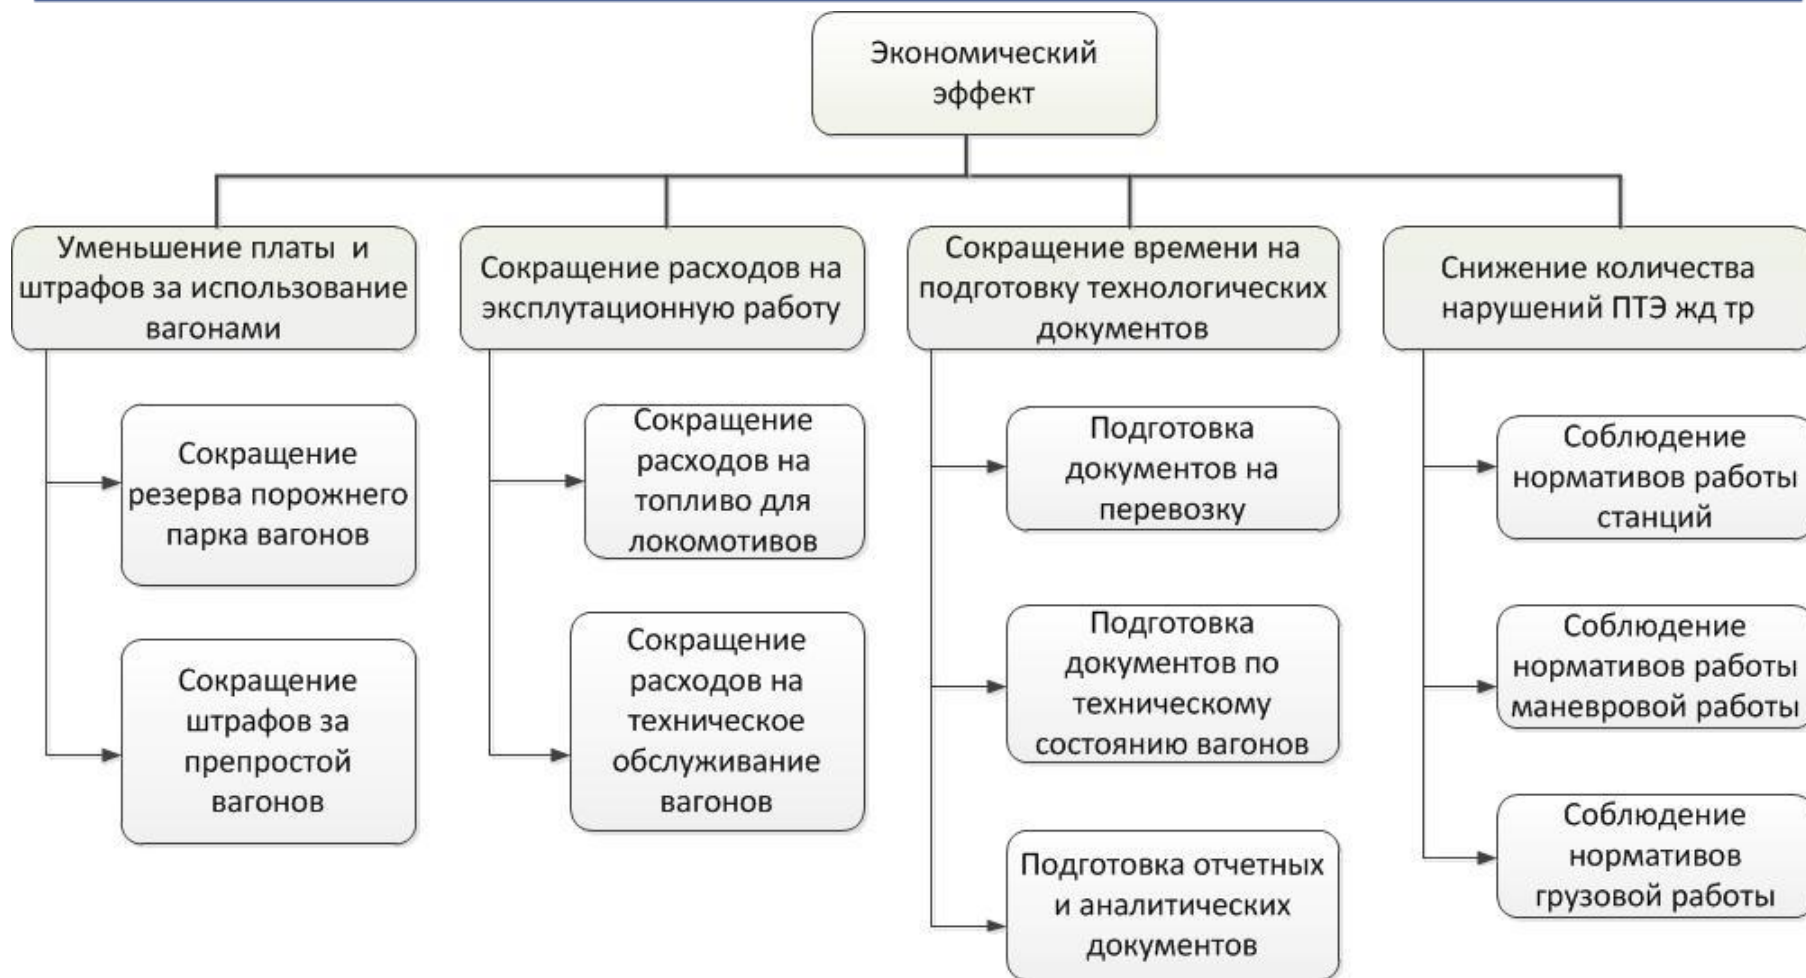 Экономический
эффект
Уменьшение платы и
штрафов за использование
вагонами
Сокращение расходов на
эксплутационную работу
Сокращение времени на
подготовку технологических
документов
Снижение количества
нарушений ПТЭ жд тр
Сокращение
резерва порожнего
парка вагонов
Сокращение
штрафов за
препростой
вагонов
Сокращение
расходов на
топливо для
локомотивов
Сокращение
расходов на
техническое
обслуживание
вагонов
Подготовка
документов на
перевозку
Подготовка
документов по
техническому
состоянию вагонов
Подготовка отчетных
и аналитических
документов
Соблюдение
нормативов работы
станций
Соблюдение
нормативов работы
маневровой работы
Соблюдение
нормативов
грузовой работы